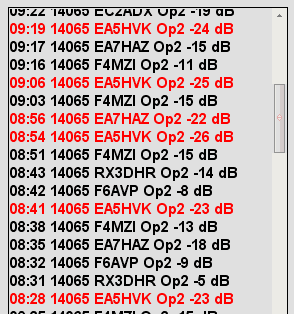 09:22 14065 EC2ADX Op2 -19 dB
09:19 14065 EA5HVK Op2 -24 dB
09:17 14065 EA7HAZ Op2 -15 dB
09:16 14065 F4MZI Op2 -11 dB
09:06 14065 EA5HVK Op2 -25 dB
09:03 14065 F4MZI Op2 -15 dB
08:56 14065 EA7HAZ Op2 -22 dB
08:54 14065 EA5HVK Op2 -26 dB
08:51 14065 F4MZI Op2 -15 dB
08:43 14065 RX3DHR Op2 -14 dB
08:42 14065 F6AVP Op2 -8 dB
08:41 14065 EA5HVK Op2 -23 dB
08:38 14065 F4MZI Op2 -13 dB
08:35 14065 EA7HAZ Op2 -18 dB
08:32 14065 F6AVP Op2 -9 dB
08:31 14065 RX3DHR Op2 -5 dB
08:28 14065 EA5HVK Op2 -23 dB